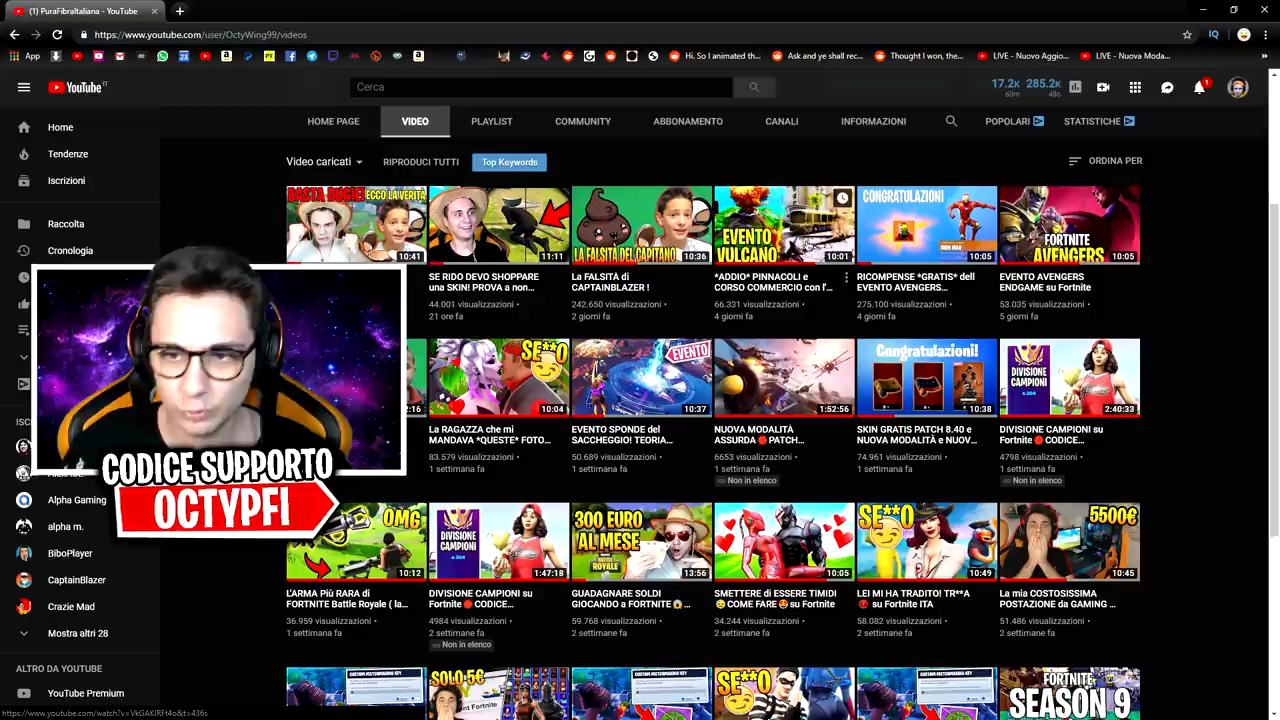 (1) PuraFibraItaliana - YouTube
https://www.youtube.com/user/OctyWing99/videos
App
Hi. So I animated th...
Ask and ye shall rec...
Thought I won, the...
LIVE - Nuovo Aggio...
LIVE - Nuova Moda...
YouTube IT
Cerca
17.2K 285.2K
60m 48o
1
HOME PAGE
VIDEO
PLAYLIST
COMMUNITY
ABBONAMENTO
CANALI
INFORMAZIONI
POPOLARI
STATISTICHE
Home
Tendenze
Iscrizioni
Raccolta
Cronologia
Video caricati
RIPRODUCI TUTTI
Top Keywords
ORDINA PER
BASTA BUGIE! ECCO LA VERITÀ
10:41
11:11
LA FALSITÀ DEL CAPITANO
10:36
EVENTO
VULCANO
10:01
CONGRATULAZIONI
IRON MAN
10:05
FORTNITE
AVENGERS
10:05
SE RIDO DEVO SHOPPARE
una SKIN! PROVA a non...
44.001 visualizzazioni •
21 ore fa
La FALSITÀ di
CAPTAINBLAZER !
242.650 visualizzazioni •
2 giorni fa
*ADDIO* PINNACOLI e
CORSO COMMERCIO con l'...
66.331 visualizzazioni •
4 giorni fa
RICOMPENSE *GRATIS* dell
EVENTO AVENGERS...
275.100 visualizzazioni •
4 giorni fa
EVENTO AVENGERS
ENDGAME su Fortnite
53.035 visualizzazioni •
5 giorni fa
2:16
SE**O
10:04
EVENTO
10:37
1:52:56
Congratulazioni!
10:38
DIVISIONE
CAMPIONI
2:40:33
La RAGAZZA che mi
MANDAVA *QUESTE* FOTO...
83.579 visualizzazioni •
1 settimana fa
EVENTO SPONDE del
SACCHEGGIO! TEORIA...
50.689 visualizzazioni •
1 settimana fa
NUOVA MODALITÀ
ASSURDA 🔴 PATCH...
6653 visualizzazioni •
1 settimana fa
Non in elenco
SKIN GRATIS PATCH 8.40 e
NUOVA MODALITÀ e NUOV...
74.961 visualizzazioni •
1 settimana fa
DIVISIONE CAMPIONI su
Fortnite 🔴 CODICE...
4798 visualizzazioni •
1 settimana fa
Non in elenco
CODICE SUPPORTO
OCTYPFI
Alpha Gaming
alpha m.
BiboPlayer
CaptainBlazer
Crazie Mad
Mostra altri 28
ALTRO DA YOUTUBE
YouTube Premium
OMG
10:12
DIVISIONE
CAMPIONI
1:47:18
300 EURO
AL MESE
BATTLE
ROYALE
13:56
10:05
SE**O
10:49
5500€
10:45
L'ARMA Più RARA di
FORTNITE Battle Royale ( la...
36.959 visualizzazioni •
1 settimana fa
DIVISIONE CAMPIONI su
Fortnite 🔴 CODICE...
4984 visualizzazioni •
2 settimane fa
Non in elenco
GUADAGNARE SOLDI
GIOCANDO a FORTNITE 😱...
59.768 visualizzazioni •
2 settimane fa
SMETTERE di ESSERE TIMIDI
COME FARE su Fortnite
34.244 visualizzazioni •
2 settimane fa
LEI MI HA TRADITO! TR**A
su Fortnite ITA
58.082 visualizzazioni •
2 settimane fa
La mia COSTOSISSIMA
POSTAZIONE da GAMING ...
51.486 visualizzazioni •
2 settimane fa
SOLO 5€
Fortnite
SE**O
FORTNITE
SEASON 9